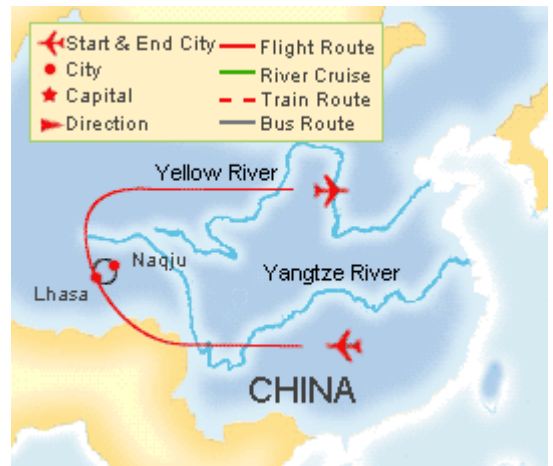 Start & End City
City
Capital
Direction
Flight Route
River Cruise
Train Route
Bus Route
Yellow River
Naqju
Lhasa
Yangtze River
CHINA